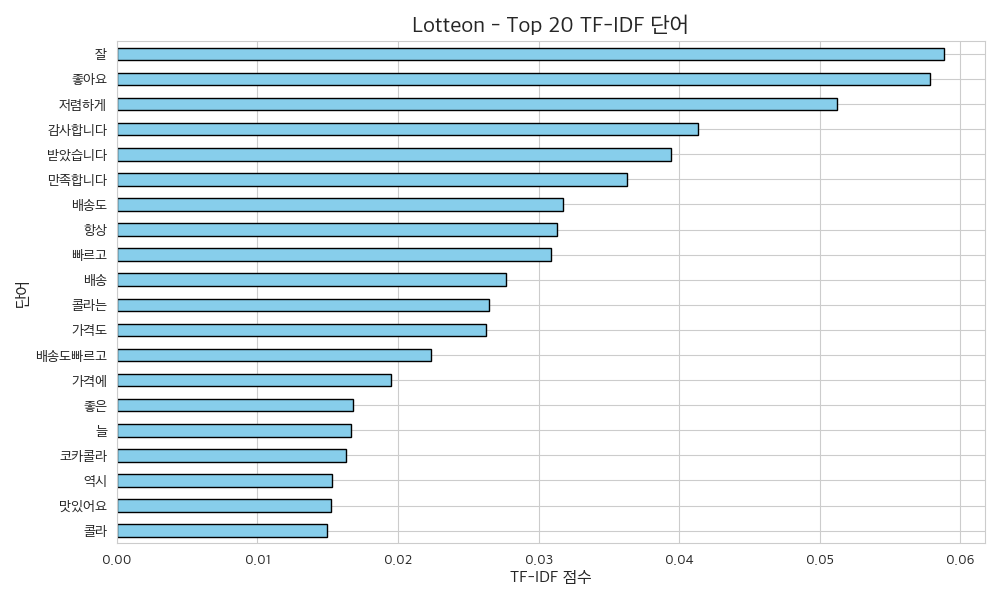 Lotteon - Top 20 TF-IDF 단어
잘
좋아요
저렴하게
감사합니다
받았습니다
만족합니다
배송도
항상
빠르고
배송
콜라는
가격도
배송도빠르고
가격에
좋은
늘
코카콜라
역시
맛있어요
콜라
단어
0.00 0.01 0.02 0.03 0.04 0.05 0.06
TF-IDF 점수